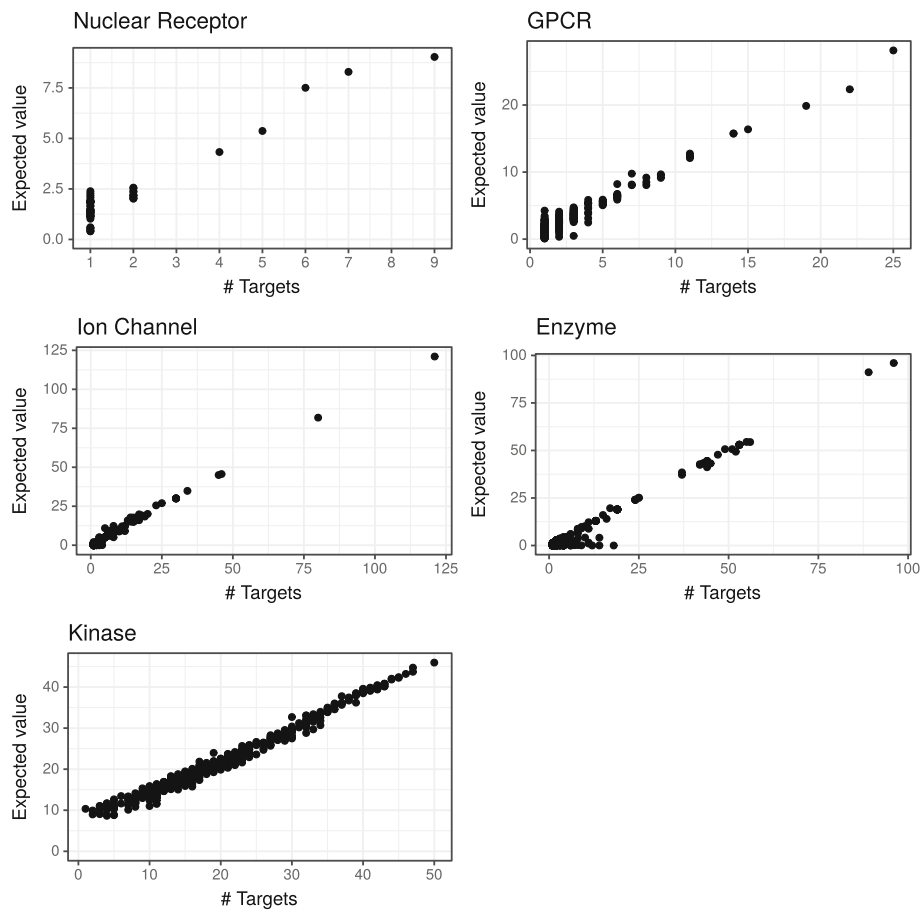 Nuclear Receptor
Expected value
7.5
5.0
2.5
0.0
1 2 3 4 5 6 7 8 9
# Targets
GPCR
Expected value
20
10
0
0 5 10 15 20 25
# Targets
Ion Channel
Expected value
125
100
75
50
25
0
0 25 50 75 100 125
# Targets
Enzyme
Expected value
100
75
50
25
0
0 25 50 75 100
# Targets
Kinase
Expected value
40
30
20
10
0
0 10 20 30 40 50
# Targets